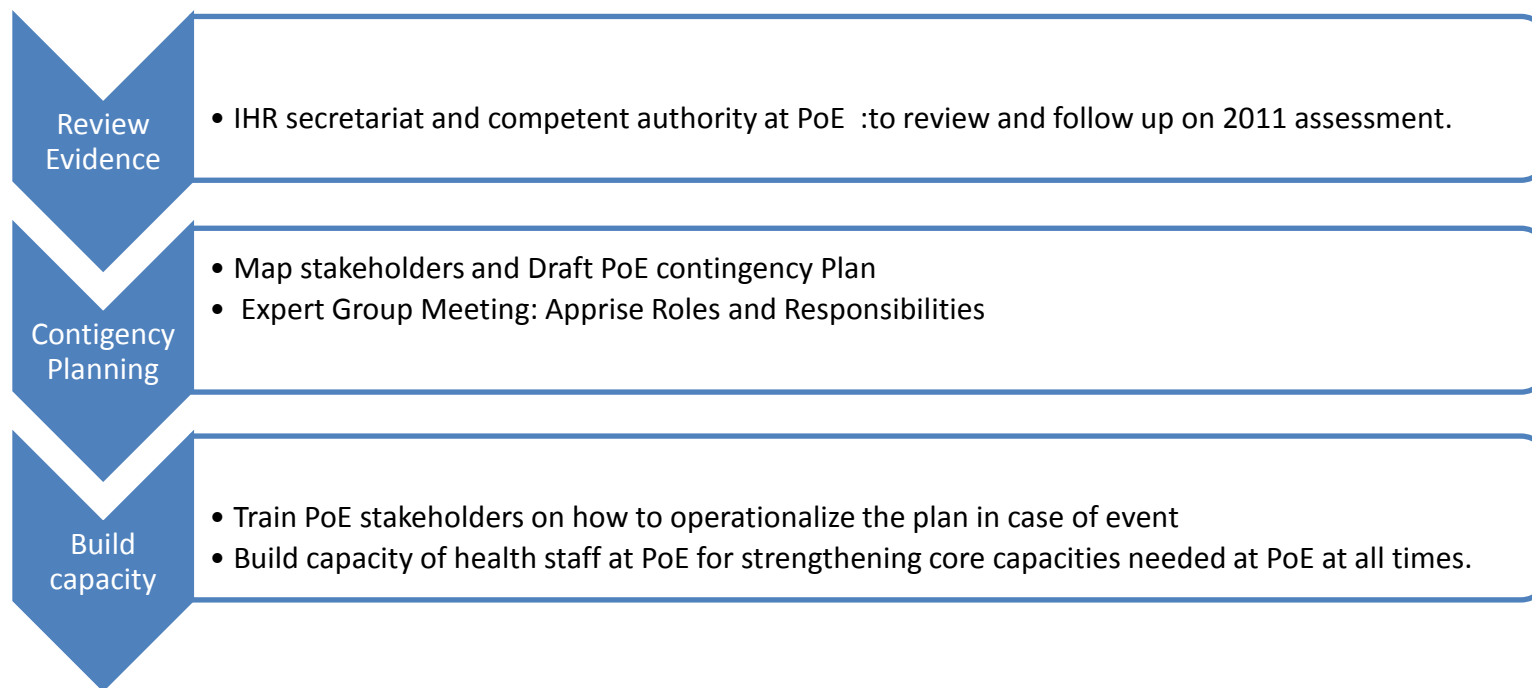 Review
Evidence
• IHR secretariat and competent authority at PoE :to review and follow up on 2011 assessment.
Contigency
Planning
• Map stakeholders and Draft PoE contingency Plan
• Expert Group Meeting: Apprise Roles and Responsibilities
Build
capacity
• Train PoE stakeholders on how to operationalize the plan in case of event
• Build capacity of health staff at PoE for strengthening core capacities needed at PoE at all times.